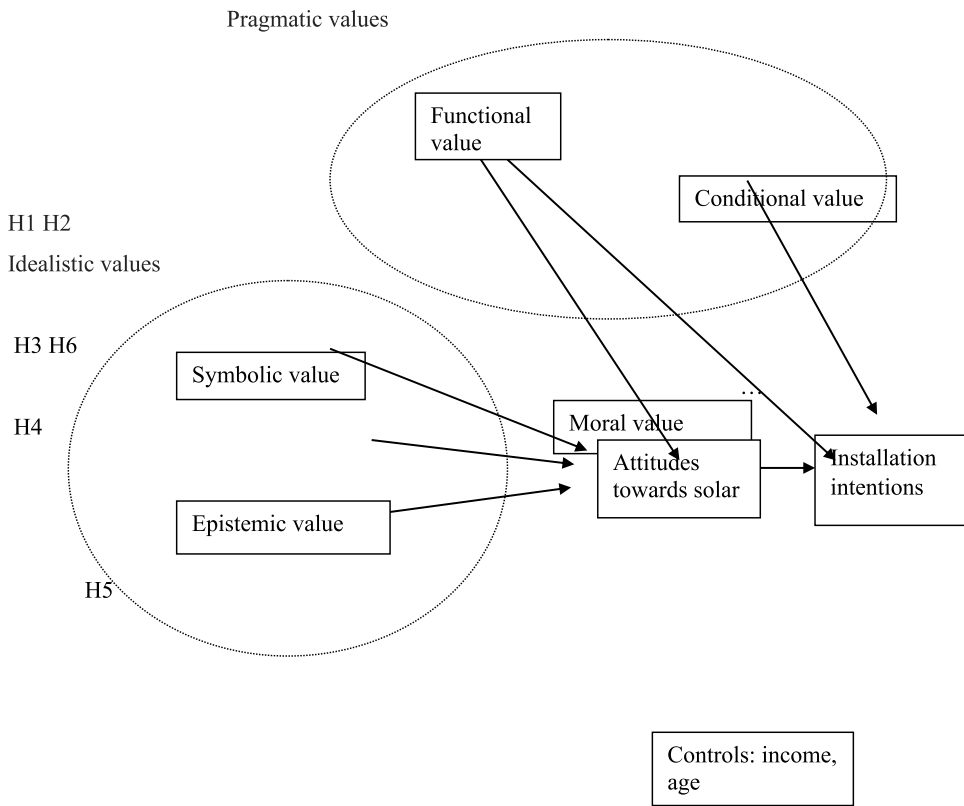 Pragmatic values
Functional
value
Conditional value
H1 H2
Idealistic values
H3 H6
Symbolic value
…
Moral value
H4
Attitudes
towards solar
Installation
intentions
Epistemic value
H5
Controls: income,
age